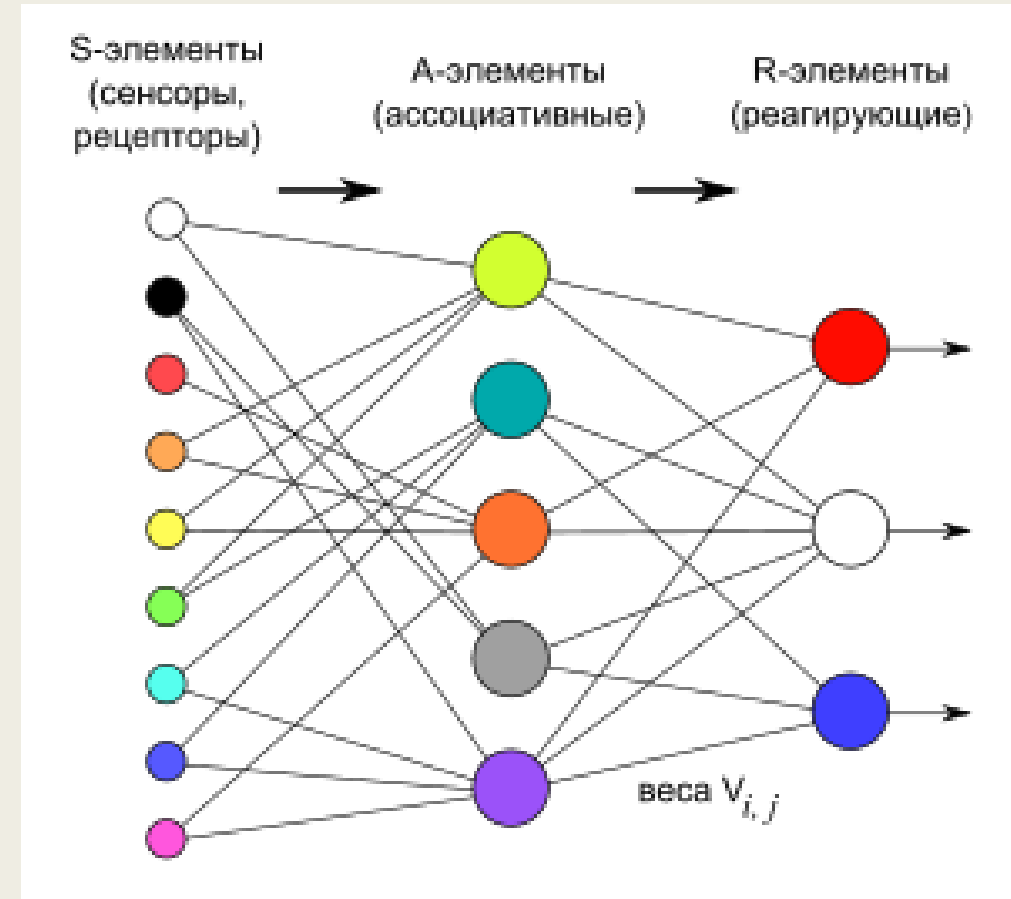 S-элементы
(сенсоры,
рецепторы)
A-элементы
(ассоциативные)
R-элементы
(реагирующие)
веса V i, j